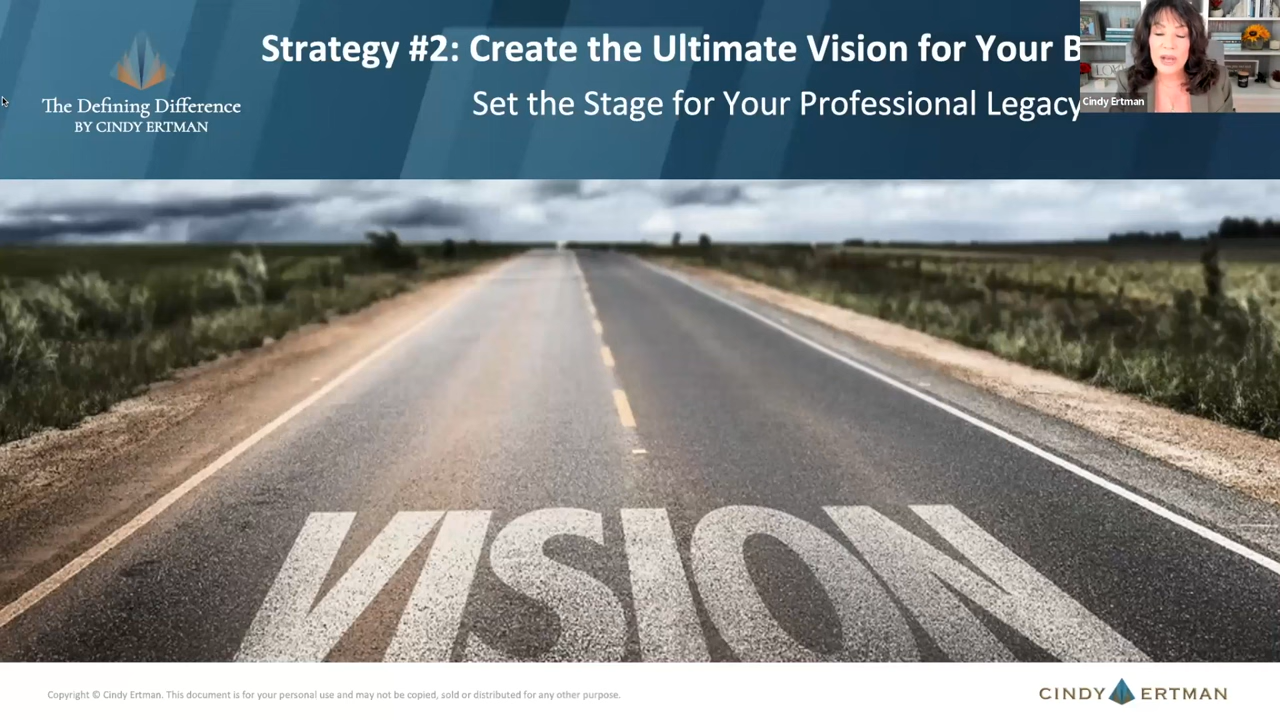 Strategy #2: Create the Ultimate Vision for Your B
Set the Stage for Your Professional Legacy
The Defining Difference
BY CINDY ERTMAN
Cindy Ertman
VISION
Copyright © Cindy Ertman. This document is for your personal use and may not be copied, sold or distributed for any other purpose.
CINDY ERTMAN